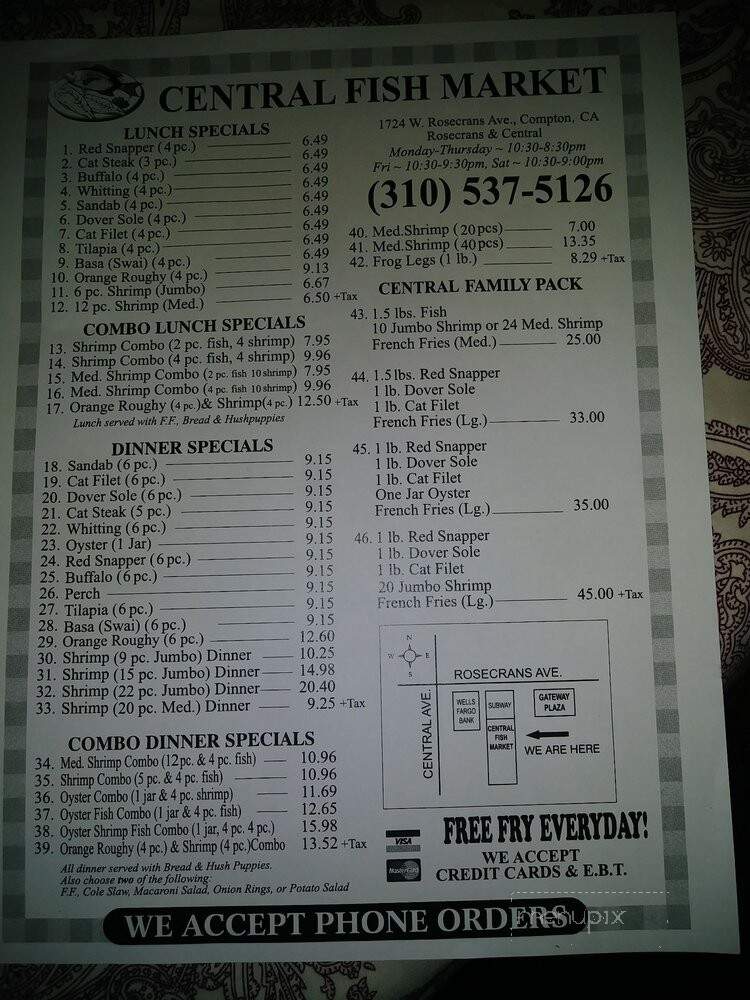 CENTRAL FISH MARKET
LUNCH SPECIALS
1. Red Snapper (4 pc.) 6.49
2. Cat Steak (3 pc.) 6.49
3. Buffalo (4 pc.) 6.49
4. Whitting (4 pc.) 6.49
5. Sandab (4 pc.) 6.49
6. Dover Sole (4 pc.) 6.49
7. Cat Filet (4 pc.) 6.49
8. Tilapia (4 pc.) 6.49
9. Basa (Swai) (4 pc.) 6.49
10. Orange Roughy (4 pc.) 9.13
11. 6 pc. Shrimp (Jumbo) 6.67
12. 12 pc. Shrimp (Med.) 6.50 +Tax
COMBO LUNCH SPECIALS
13. Shrimp Combo (2 pc. fish, 4 shrimp) 7.95
14. Shrimp Combo (4 pc. fish, 4 shrimp) 9.96
15. Med. Shrimp Combo (2 pc. fish 10 shrimp) 7.95
16. Med. Shrimp Combo (4 pc. fish 10 shrimp) 9.96
17. Orange Roughy (4 pc.)& Shrimp(4 pc.) 12.50 +Tax
Lunch served with F.F., Bread & Hushpuppies
DINNER SPECIALS
18. Sandab (6 pc.) 9.15
19. Cat Filet (6 pc.) 9.15
20. Dover Sole (6 pc.) 9.15
21. Cat Steak (5 pc.) 9.15
22. Whitting (6 pc.) 9.15
23. Oyster (1 Jar) 9.15
24. Red Snapper (6 pc.) 9.15
25. Buffalo (6 pc.) 9.15
26. Perch 9.15
27. Tilapia (6 pc.) 9.15
28. Basa (Swai) (6 pc.) 9.15
29. Orange Roughy (6 pc.) 12.60
30. Shrimp (9 pc. Jumbo) Dinner 10.25
31. Shrimp (15 pc. Jumbo) Dinner 14.98
32. Shrimp (22 pc. Jumbo) Dinner 20.40
33. Shrimp (20 pc. Med.) Dinner 9.25 +Tax
COMBO DINNER SPECIALS
34. Med. Shrimp Combo (12 pc. & 4 pc. fish) 10.96
35. Shrimp Combo (5 pc. & 4 pc. fish) 10.96
36. Oyster Combo (1 jar & 4 pc. shrimp) 11.69
37. Oyster Fish Combo (1 jar & 4 pc. fish) 12.65
38. Oyster Shrimp Fish Combo (1 jar, 4 pc. 4 pc.) 15.98
39. Orange Roughy (4 pc.) & Shrimp (4 pc.)Combo 13.52 +Tax
All dinner served with Bread & Hush Puppies.
Also choose two of the following:
F.F., Cole Slaw, Macaroni Salad, Onion Rings, or Potato Salad
1724 W. Rosecrans Ave., Compton, CA
Rosecrans & Central
Monday-Thursday ~ 10:30-8:30pm
Fri ~ 10:30-9:30pm, Sat ~ 10:30-9:00pm
(310) 537-5126
40. Med.Shrimp (20pcs) 7.00
41. Med.Shrimp (40pcs) 13.35
42. Frog Legs (1 lb.) 8.29 +Tax
CENTRAL FAMILY PACK
43. 1.5 lbs. Fish
10 Jumbo Shrimp or 24 Med. Shrimp
French Fries (Med.) 25.00
44. 1.5 lbs. Red Snapper
1 lb. Dover Sole
1 lb. Cat Filet
French Fries (Lg.) 33.00
45. 1 lb. Red Snapper
1 lb. Dover Sole
1 lb. Cat Filet
One Jar Oyster
French Fries (Lg.) 35.00
46. 1 lb. Red Snapper
1 lb. Dover Sole
1 lb. Cat Filet
20 Jumbo Shrimp
French Fries (Lg.) 45.00 +Tax
N
W E
S
ROSECRANS AVE.
CENTRAL AVE.
WELLS FARGO BANK
SUBWAY
GATEWAY PLAZA
CENTRAL FISH MARKET
WE ARE HERE
VISA
MasterCard
FREE FRY EVERYDAY!
WE ACCEPT
CREDIT CARDS & E.B.T.
WE ACCEPT PHONE ORDERS
menupix